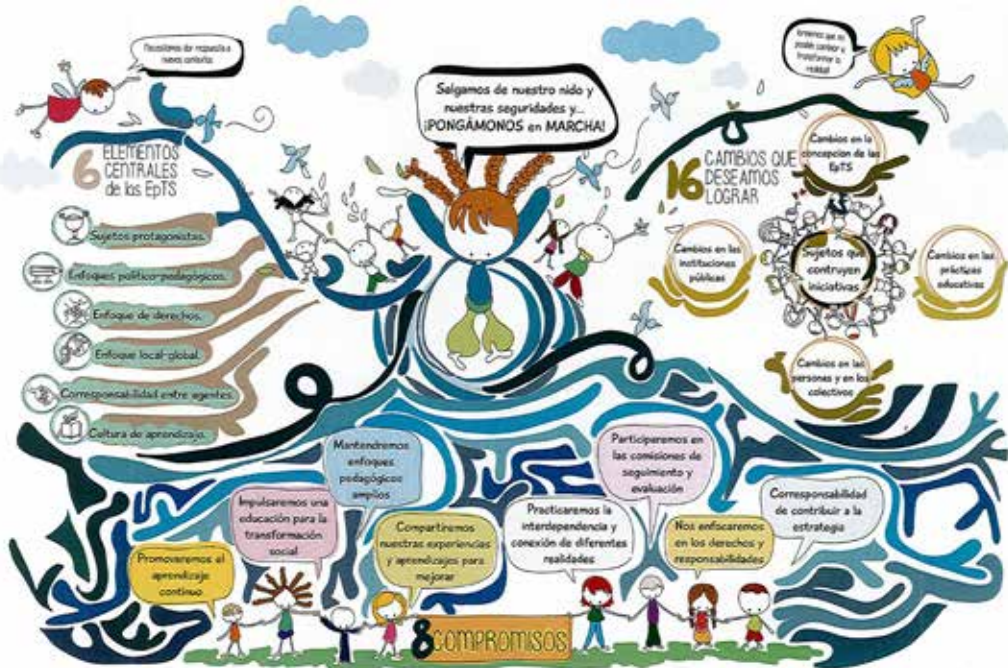 Necesitamos dar respuesta a
nuevos contextos
Salgamos de nuestro nido y
nuestras seguridades y...
¡PONGÁMONOS en MARCHA!
que es
posible cambiar y
transformar la
realidad
6 ELEMENTOS
CENTRALES
de las EpTS
Sujetos protagonistas.
Enfoques político-pedagógicos.
Enfoque de derechos.
Enfoque local-global.
Corresponsabilidad entre agentes.
Cultura de aprendizaje.
16 CAMBIOS QUE
DESEAMOS
LOGRAR
Cambios en la
concepcion de las
EpTS
Cambios en las
instituciones
públicas
Sujetos que
contruyen
iniciativas
Cambios en las
prácticas
educativas
Cambios en las
personas y en los
colectivos
Promoveremos el
aprendizaje
continuo
Impulsaremos una
educación para la
transformación
social
Mantendremos
enfoques
pedagógicos
amplios
Compartiremos
nuestras experiencias
y aprendizajes para
mejorar
Practicaremos la
interdependencia y
conexión de diferentes
realidades
Participaremos en
las comisiones de
seguimiento y
evaluación
Nos enfocaremos
en los derechos y
responsabilidades
Corresponsabilidad
de contribuir a la
estrategia
8 COMPROMISOS